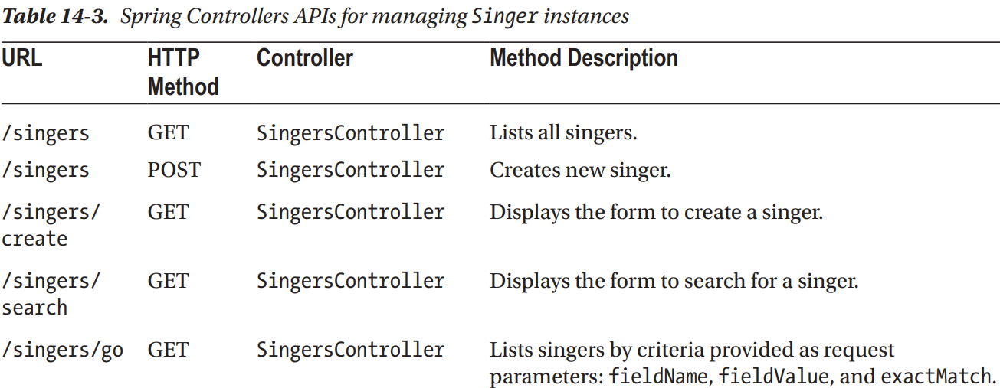 Table 14-3. Spring Controllers APIs for managing Singer instances
URL HTTP Method Controller Method Description
/singers GET SingersController Lists all singers.
/singers POST SingersController Creates new singer.
/singers/
create GET SingersController Displays the form to create a singer.
/singers/
search GET SingersController Displays the form to search for a singer.
/singers/go GET SingersController Lists singers by criteria provided as request
parameters: fieldName, fieldValue, and exactMatch.